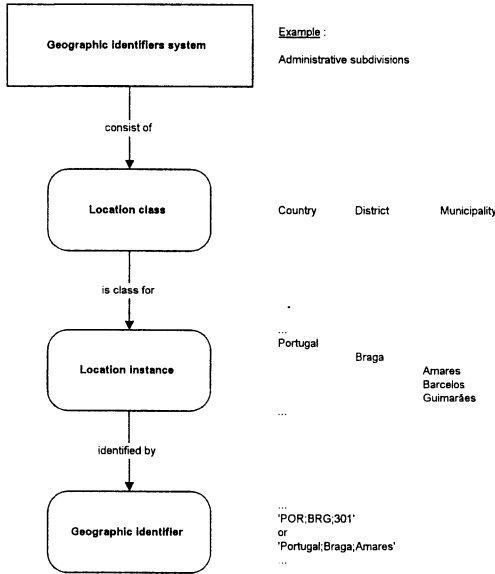 Geographic identifiers system
Example :
Administrative subdivisions
consist of
Location class
Country District Municipality
is class for
...
Portugal
Braga
Location instance
Amares
Barcelos
Guimarães
...
identified by
...
Geographic identifier
'POR;BRG;301'
or
'Portugal;Braga;Amares'
...